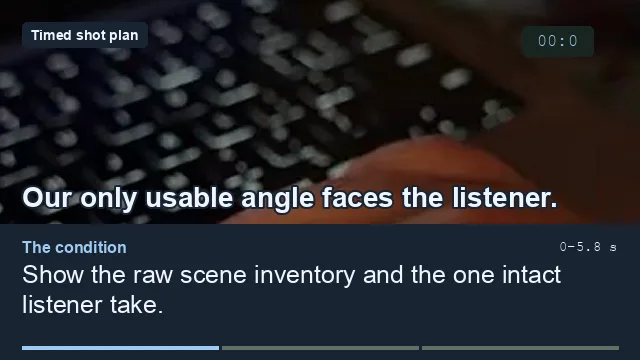 Timed shot plan
00:0
Our only usable angle faces the listener.
The condition
0–5.8 s
Show the raw scene inventory and the one intact
listener take.